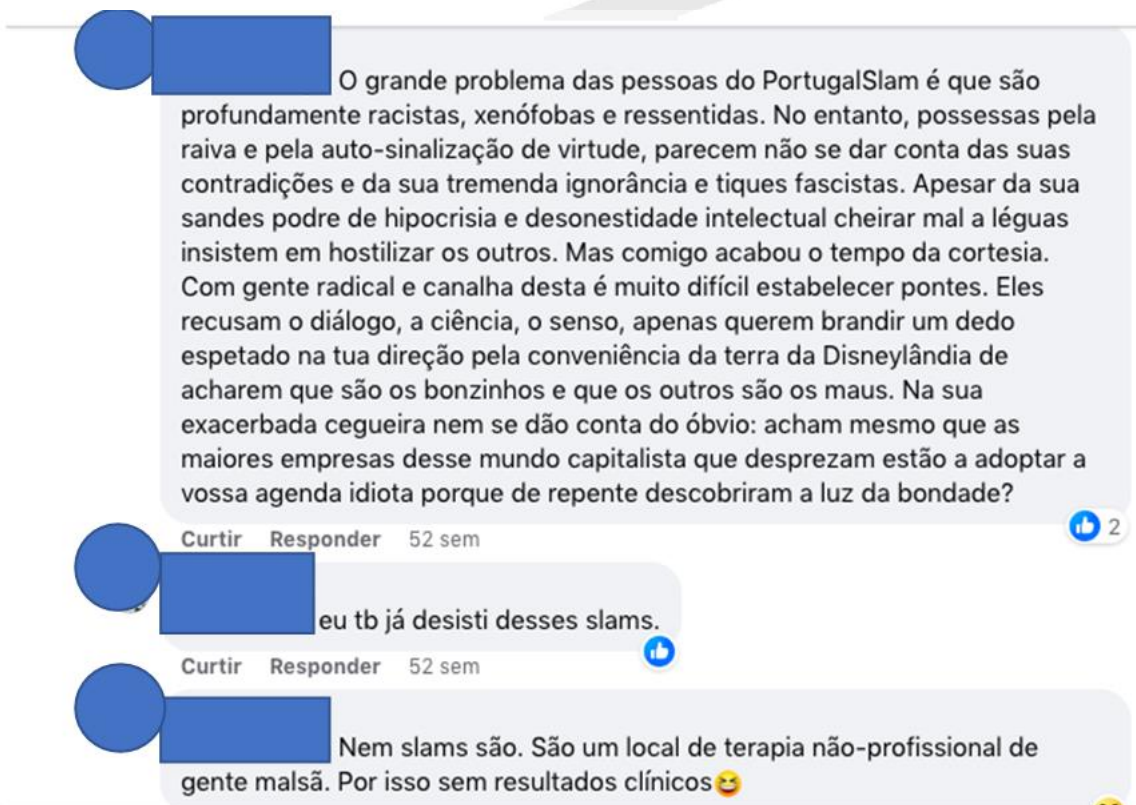 O grande problema das pessoas do PortugalSlam é que são
profundamente racistas, xenófobas e ressentidas. No entanto, possessas pela
raiva e pela auto-sinalização de virtude, parecem não se dar conta das suas
contradições e da sua tremenda ignorância e tiques fascistas. Apesar da sua
sandes podre de hipocrisia e desonestidade intelectual cheirar mal a léguas
insistem em hostilizar os outros. Mas comigo acabou o tempo da cortesia.
Com gente radical e canalha desta é muito difícil estabelecer pontes. Eles
recusam o diálogo, a ciência, o senso, apenas querem brandir um dedo
espetado na tua direção pela conveniência da terra da Disneylândia de
acharem que são os bonzinhos e que os outros são os maus. Na sua
exacerbada cegueira nem se dão conta do óbvio: acham mesmo que as
maiores empresas desse mundo capitalista que desprezam estão a adoptar a
vossa agenda idiota porque de repente descobriram a luz da bondade?
2
Curtir Responder 52 sem
eu tb já desisti desses slams.
Curtir Responder 52 sem
Nem slams são. São um local de terapia não-profissional de
gente malsã. Por isso sem resultados clínicos😆